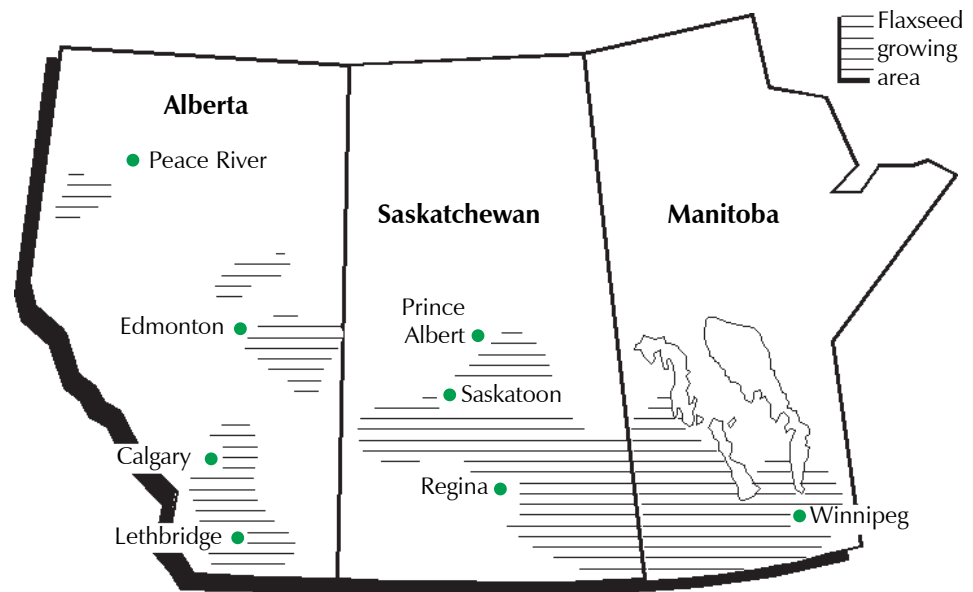 Flaxseed
growing
area
Alberta
Peace River
Saskatchewan
Manitoba
Prince
Albert
Edmonton
Saskatoon
Calgary
Regina
Winnipeg
Lethbridge